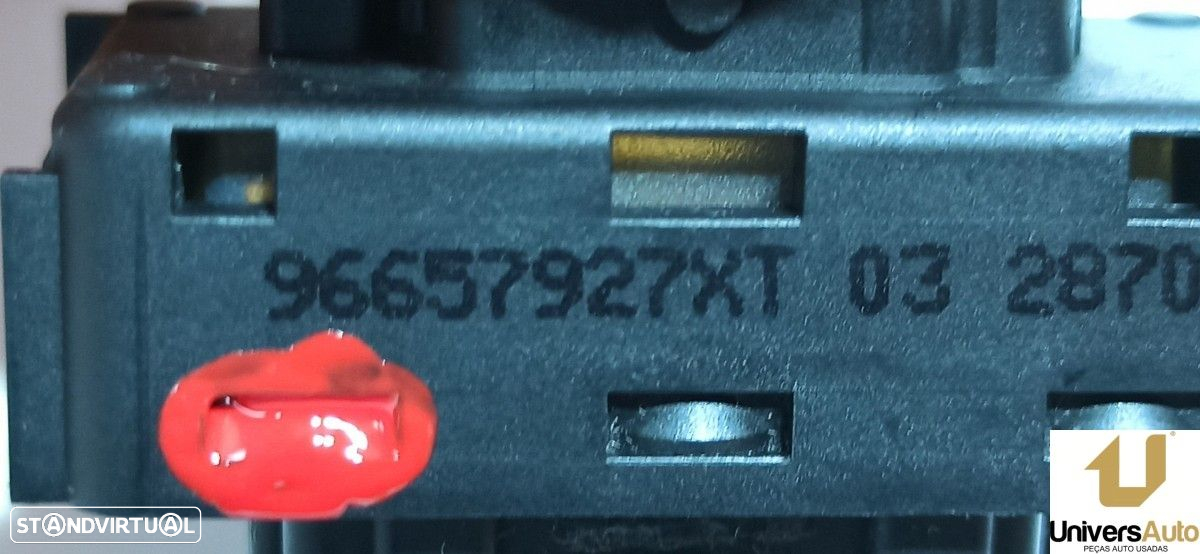 96657927XT 03 2870
STANDVIRTUAL
UniversAuto
PEÇAS AUTO USADAS